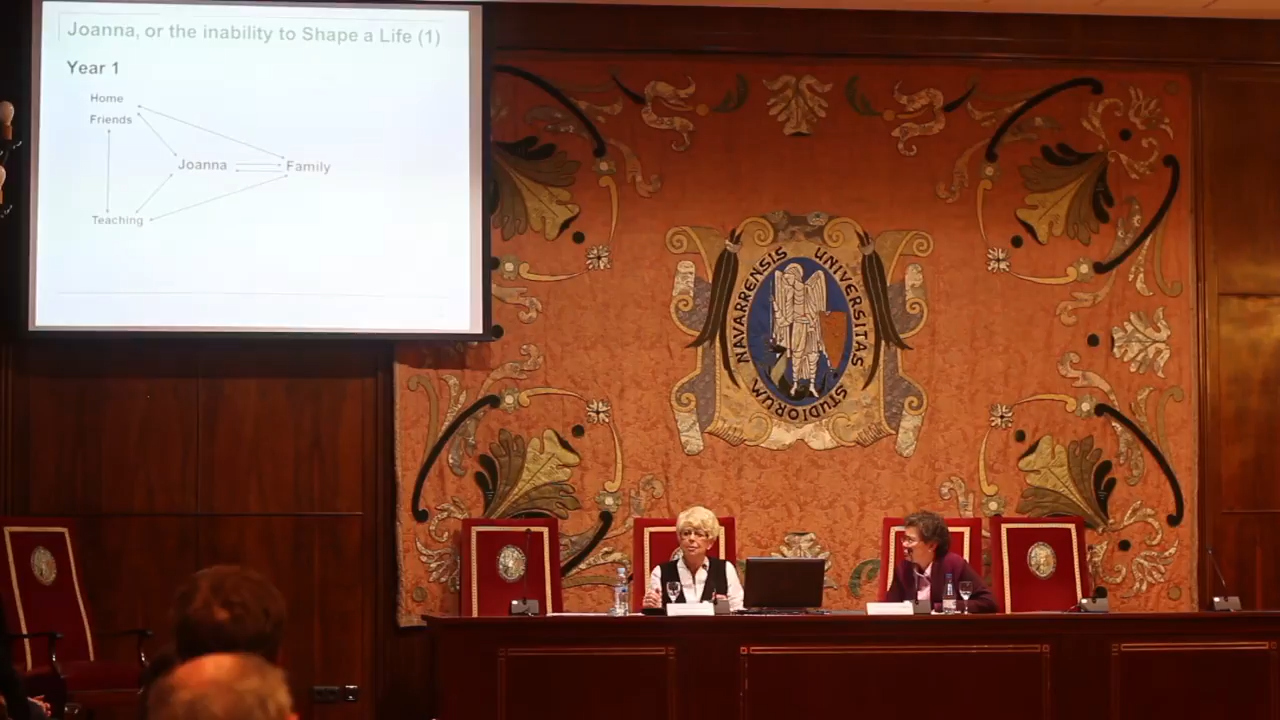 Joanna, or the inability to Shape a Life (1)
Year 1
Home
Friends
Joanna
Family
Teaching
UNIVERSITAS
STUDIORUM
NAVARRENSIS